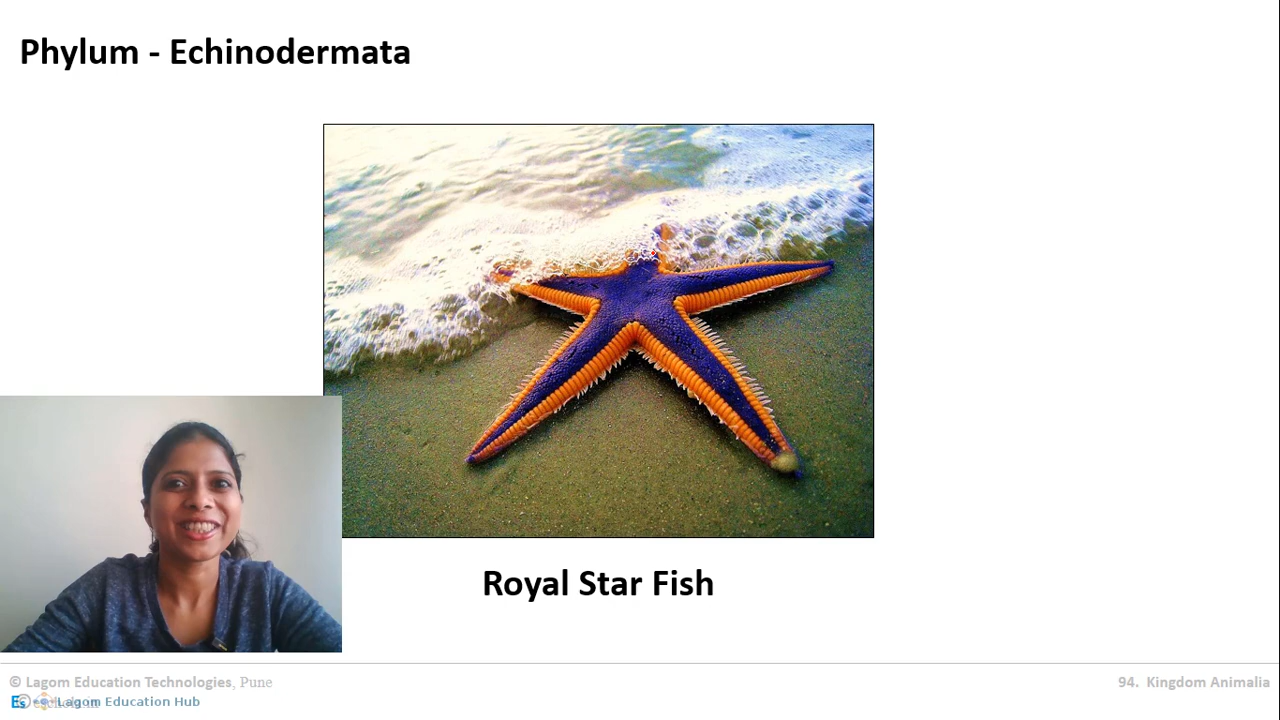 Phylum - Echinodermata
Royal Star Fish
© Lagom Education Technologies, Pune
94. Kingdom Animalia
Lagom Education Hub